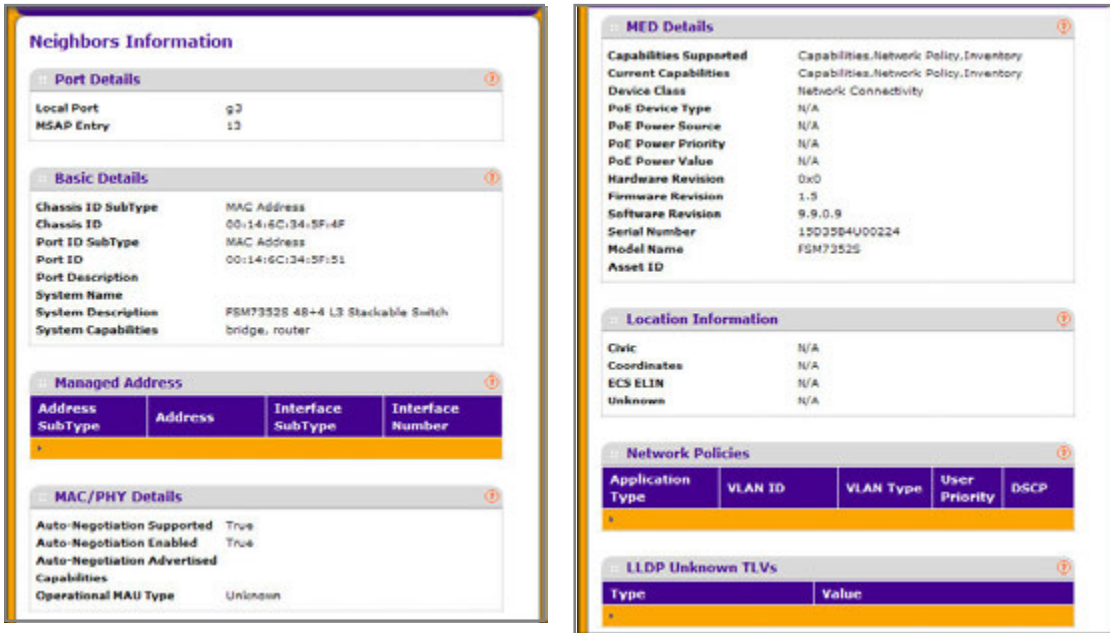 Neighbors Information
Port Details
Local Port g3
MSAP Entry 13
Basic Details
Chassis ID SubType MAC Address
Chassis ID 00:14:6C:34:5F:4F
Port ID SubType MAC Address
Port ID 00:14:6C:34:5F:51
Port Description
System Name
System Description FSM7352S 48+4 L3 Stackable Switch
System Capabilities bridge, router
Managed Address
Address SubType Address Interface SubType Interface Number
MAC/PHY Details
Auto-Negotiation Supported True
Auto-Negotiation Enabled True
Auto-Negotiation Advertised
Capabilities
Operational MAU Type Unknown
MED Details
Capabilities Supported Capabilities,Network Policy,Inventory
Current Capabilities Capabilities,Network Policy,Inventory
Device Class Network Connectivity
PoE Device Type N/A
PoE Power Source N/A
PoE Power Priority N/A
PoE Power Value N/A
Hardware Revision 0x0
Firmware Revision 1.5
Software Revision 9.9.0.9
Serial Number 15D35B4U00224
Model Name FSM7352S
Asset ID
Location Information
Civic N/A
Coordinates N/A
ECS ELIN N/A
Unknown N/A
Network Policies
Application Type VLAN ID VLAN Type User Priority DSCP
LLDP Unknown TLVs
Type Value